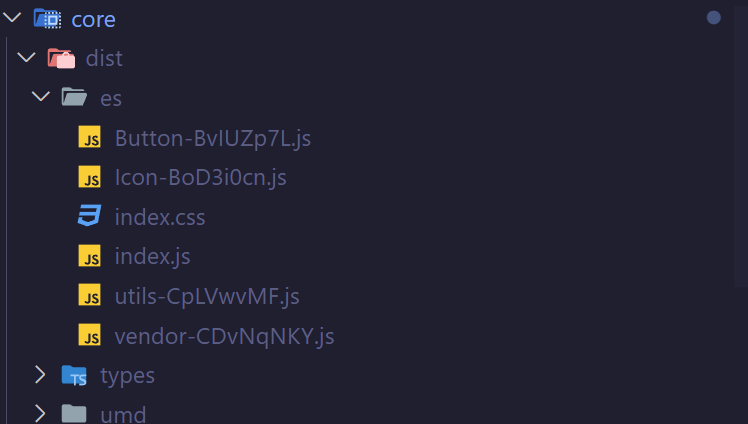 core
dist
es
JS Button-BvIUZp7L.js
JS Icon-BoD3i0cn.js
index.css
JS index.js
JS utils-CpLVwvMF.js
JS vendor-CDvNqNKY.js
TS types
umd